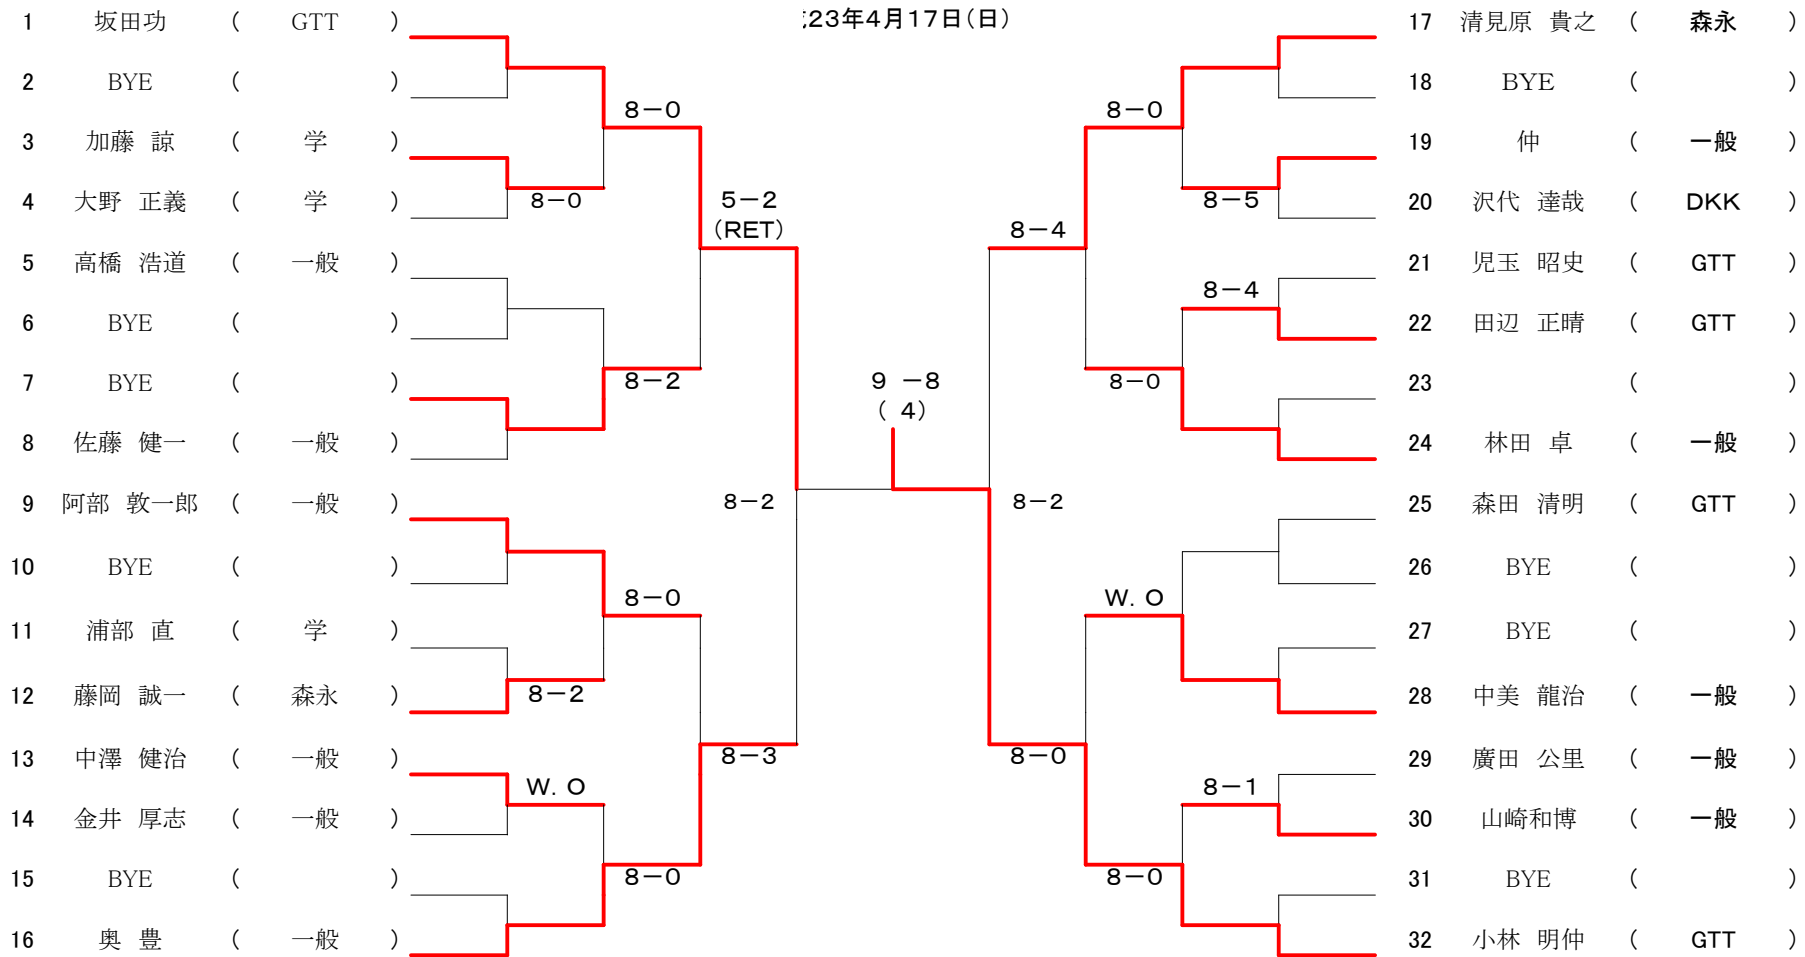 ;23年4月17日(日)
1 坂田功 ( GTT )
2 BYE ( )
8－0
3 加藤 諒 ( 学 )
4 大野 正義 ( 学 )
8－0
5－2
(RET)
5 高橋 浩道 ( 一般 )
6 BYE ( )
7 BYE ( )
8－2
8 佐藤 健一 ( 一般 )
9 阿部 敦一郎 ( 一般 )
8－2
10 BYE ( )
8－0
11 浦部 直 ( 学 )
12 藤岡 誠一 ( 森永 )
8－2
13 中澤 健治 ( 一般 )
8－3
W.O
14 金井 厚志 ( 一般 )
15 BYE ( )
8－0
16 奥 豊 ( 一般 )
9 －8
( 4)
17 清見原 貴之 ( 森永 )
18 BYE ( )
8－0
19 仲 ( 一般 )
20 沢代 達哉 ( DKK )
8－5
8－4
21 児玉 昭史 ( GTT )
8－4
22 田辺 正晴 ( GTT )
23 ( )
8－0
24 林田 卓 ( 一般 )
25 森田 清明 ( GTT )
8－2
26 BYE ( )
W.O
27 BYE ( )
28 中美 龍治 ( 一般 )
29 廣田 公里 ( 一般 )
8－0
8－1
30 山崎和博 ( 一般 )
31 BYE ( )
8－0
32 小林 明仲 ( GTT )